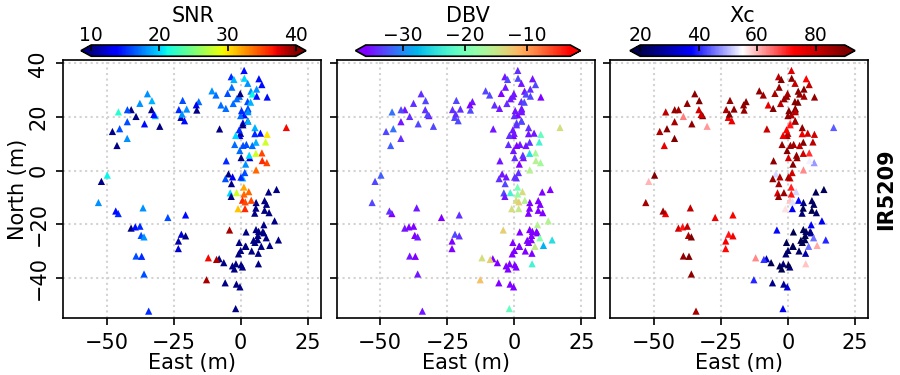 SNR DBV Xc
10 20 30 40 −30 −20 −10 20 40 60 80
40
20
0
−20
−40
North (m)
IR5209
−50 −25 0 25 −50 −25 0 25 −50 −25 0 25
East (m) East (m) East (m)